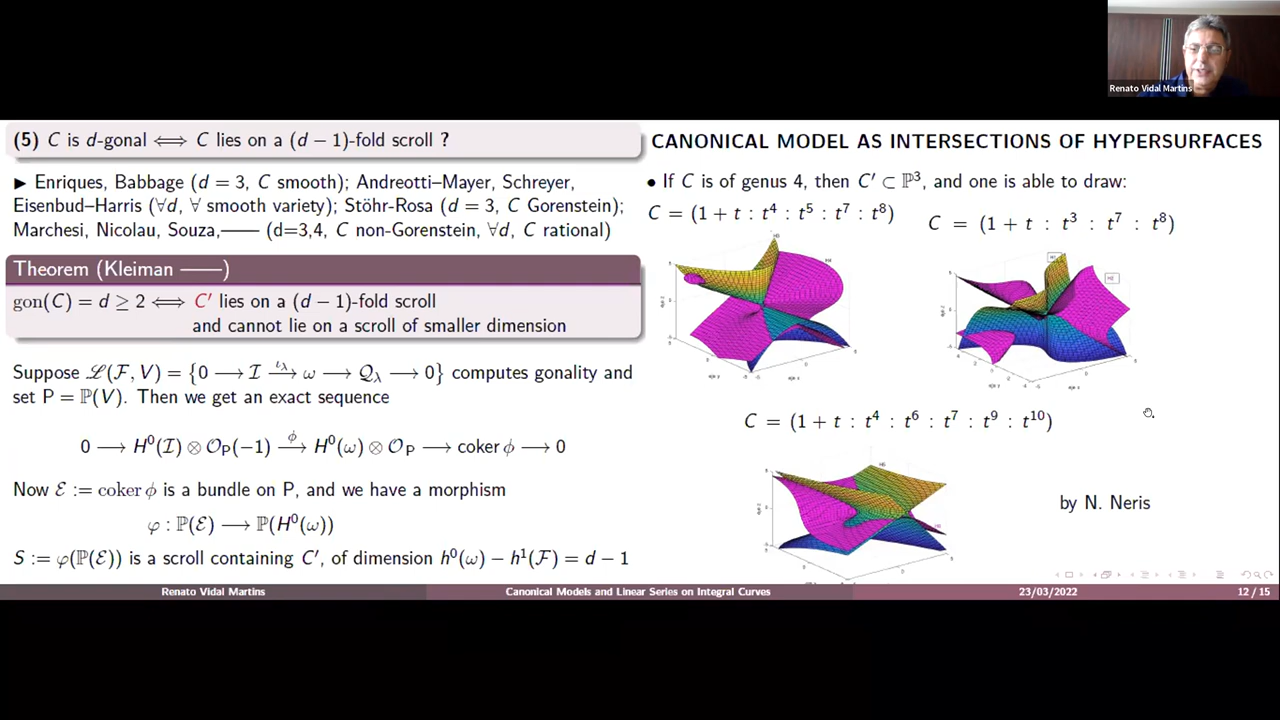 Renato Vidal Martins
(5) C is d-gonal ⟺ C lies on a (d − 1)-fold scroll ?
▶ Enriques, Babbage (d = 3, C smooth); Andreotti–Mayer, Schreyer,
Eisenbud–Harris (∀d, ∀ smooth variety); Stöhr-Rosa (d = 3, C Gorenstein);
Marchesi, Nicolau, Souza,—— (d=3,4, C non-Gorenstein, ∀d, C rational)
Theorem (Kleiman ——)
gon(C) = d ≥ 2 ⟺ C′ lies on a (d − 1)-fold scroll
and cannot lie on a scroll of smaller dimension
Suppose ℒ(ℱ, V) = {0 ⟶ ℐ ⟶^{ι_λ} ω ⟶ 𝒬_λ ⟶ 0} computes gonality and
set P = ℙ(V). Then we get an exact sequence
0 ⟶ H⁰(ℐ) ⊗ 𝒪_P(−1) ⟶^ϕ H⁰(ω) ⊗ 𝒪_P ⟶ coker ϕ ⟶ 0
Now ℰ := coker ϕ is a bundle on P, and we have a morphism
φ : ℙ(ℰ) ⟶ ℙ(H⁰(ω))
S := φ(ℙ(ℰ)) is a scroll containing C′, of dimension h⁰(ω) − h¹(ℱ) = d − 1
CANONICAL MODEL AS INTERSECTIONS OF HYPERSURFACES
• If C is of genus 4, then C′ ⊂ ℙ³, and one is able to draw:
C = (1 + t : t⁴ : t⁵ : t⁷ : t⁸)
C = (1 + t : t³ : t⁷ : t⁸)
C = (1 + t : t⁴ : t⁶ : t⁷ : t⁹ : t¹⁰)
by N. Neris
Renato Vidal Martins
Canonical Models and Linear Series on Integral Curves
23/03/2022
12 / 15